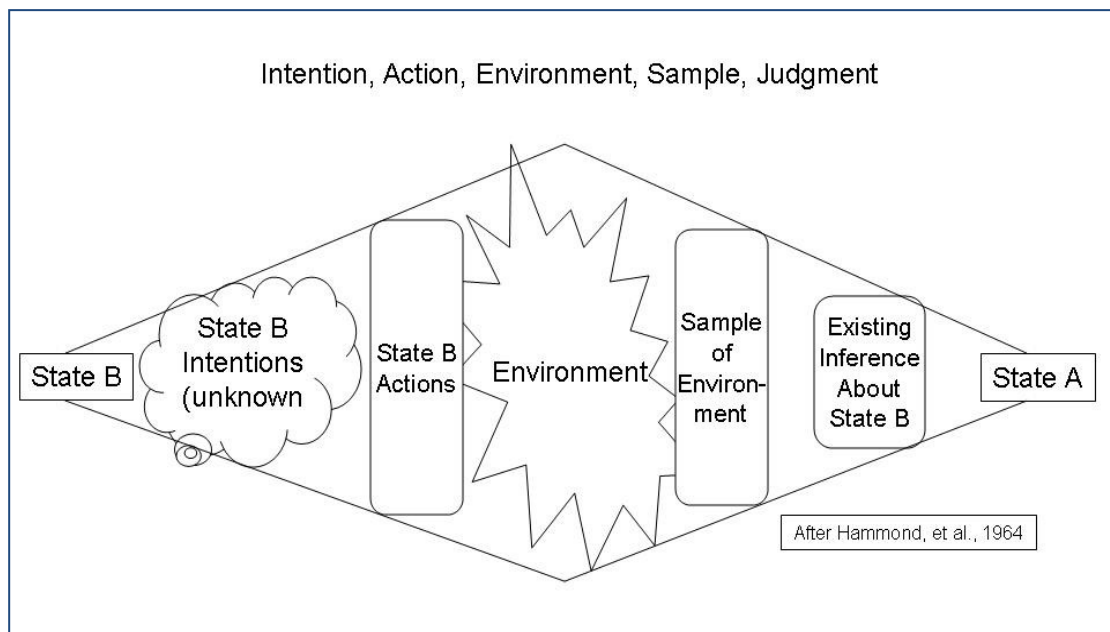 Intention, Action, Environment, Sample, Judgment
State B
State B
Intentions
(unknown
State B
Actions
Environment
Sample
of
Environ-
ment
Existing
Inference
About
State B
State A
After Hammond, et al., 1964